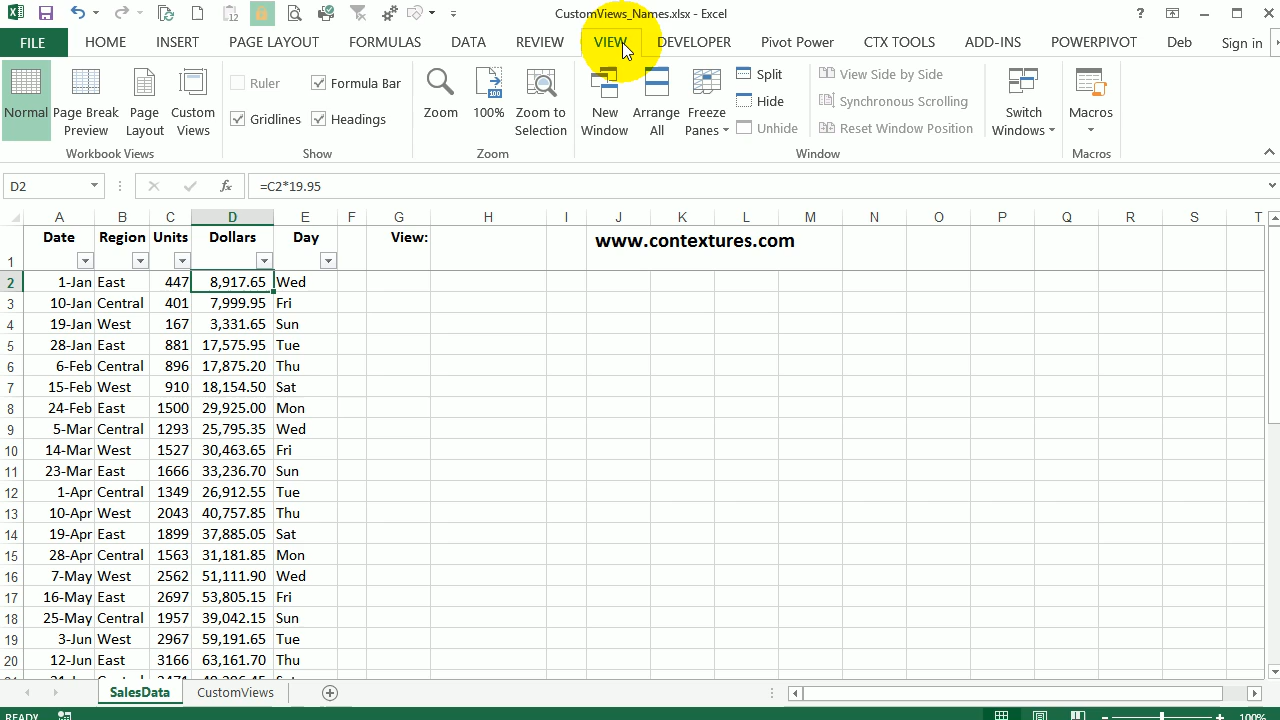 CustomViews_Names.xlsx - Excel
FILE HOME INSERT PAGE LAYOUT FORMULAS DATA REVIEW VIEW DEVELOPER Pivot Power CTX TOOLS ADD-INS POWERPIVOT Deb Sign in
Normal Page Break Preview Page Layout Custom Views
Workbook Views
Ruler Formula Bar
Gridlines Headings
Show
Zoom 100% Zoom to Selection
Zoom
New Window Arrange All Freeze Panes
Split
Hide
Unhide
View Side by Side
Synchronous Scrolling
Reset Window Position
Switch Windows
Window
Macros
Macros
D2 fx =C2*19.95
A B C D E F G H I J K L M N O P Q R S T
1 Date Region Units Dollars Day View: www.contextures.com
2 1-Jan East 447 8,917.65 Wed
3 10-Jan Central 401 7,999.95 Fri
4 19-Jan West 167 3,331.65 Sun
5 28-Jan East 881 17,575.95 Tue
6 6-Feb Central 896 17,875.20 Thu
7 15-Feb West 910 18,154.50 Sat
8 24-Feb East 1500 29,925.00 Mon
9 5-Mar Central 1293 25,795.35 Wed
10 14-Mar West 1527 30,463.65 Fri
11 23-Mar East 1666 33,236.70 Sun
12 1-Apr Central 1349 26,912.55 Tue
13 10-Apr West 2043 40,757.85 Thu
14 19-Apr East 1899 37,885.05 Sat
15 28-Apr Central 1563 31,181.85 Mon
16 7-May West 2562 51,111.90 Wed
17 16-May East 2697 53,805.15 Fri
18 25-May Central 1957 39,042.15 Sun
19 3-Jun West 2967 59,191.65 Tue
20 12-Jun East 3166 63,161.70 Thu
SalesData CustomViews
READY 100%